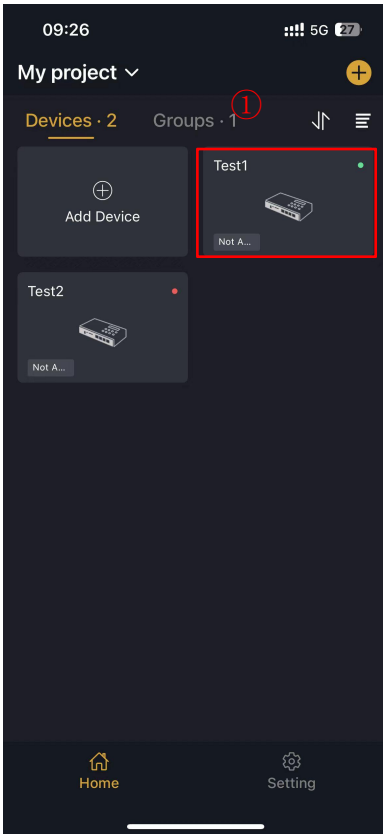 09:26 5G 27
My project
①
Devices · 2 Groups · 1
Add Device
Test1
Not A...
Test2
Not A...
Home Setting